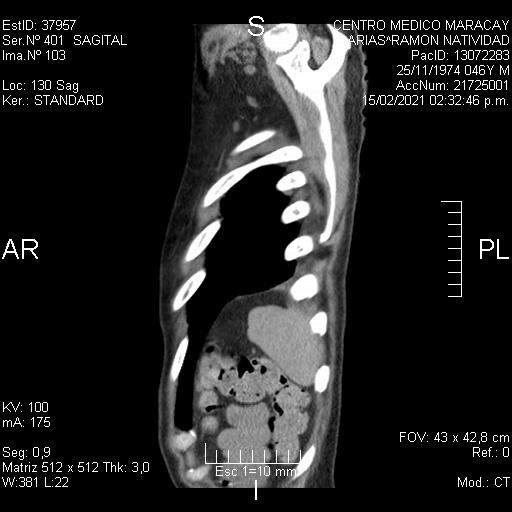 EstID: 37957
Ser.Nº 401 SAGITAL
Ima.Nº 103
Loc: 130 Sag
Ker.: STANDARD
S
CENTRO MEDICO MARACAY
ARIAS^RAMON NATIVIDAD
PacID: 13072283
25/11/1974 046Y M
AccNum: 21725001
15/02/2021 02:32:46 p.m.
AR
PL
KV: 100
mA: 175
Seg: 0,9
Matriz 512 x 512 Thk: 3,0
W:381 L:22
Esc 1=10 mm
I
FOV: 43 x 42,8 cm
Ref.: 0
Mod.: CT